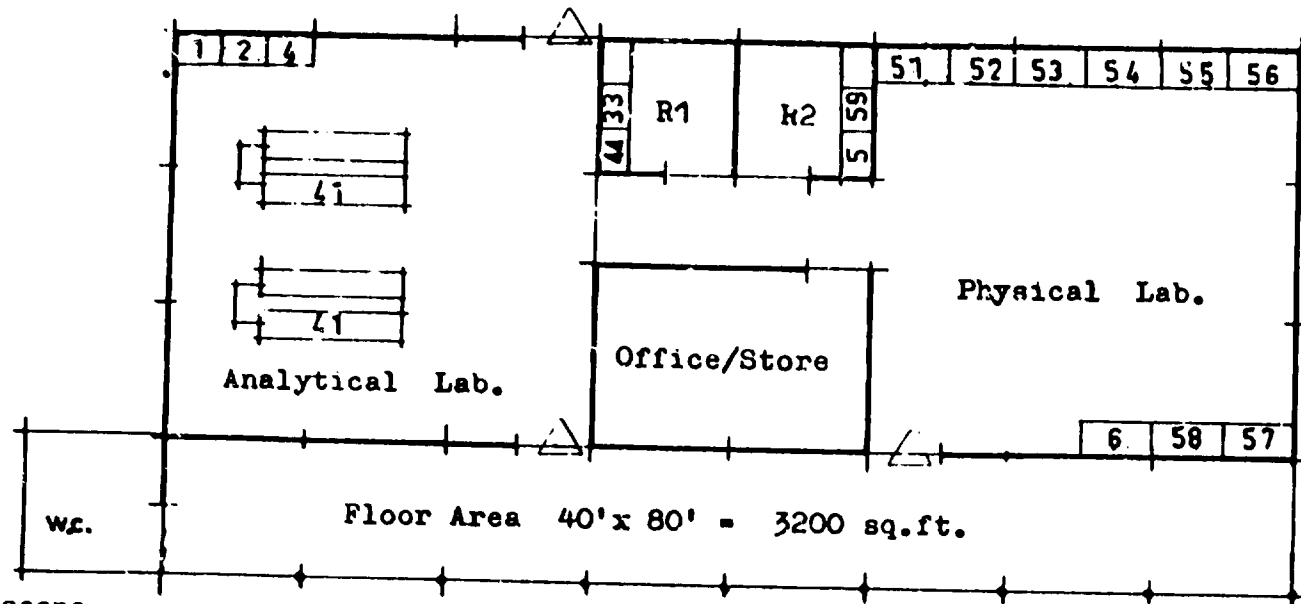 1 2 4
51 52 53 54 55 56
44 33
R1
R2
5 59
41
41
Physical Lab.
Office/Store
Analytical Lab.
6 58 57
W.C.
Floor Area 40'x 80' = 3200 sq.ft.